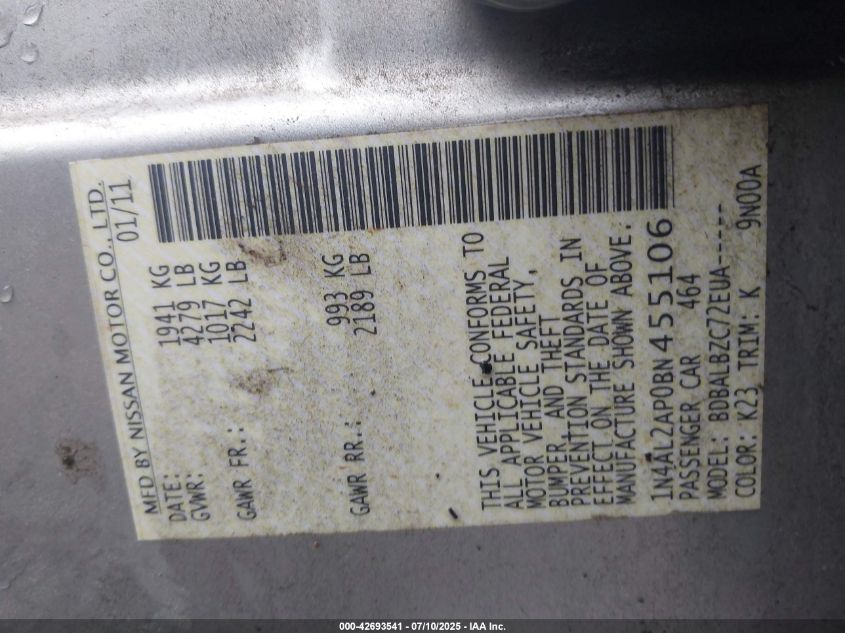 MFD BY NISSAN MOTOR CO., LTD.
DATE: 01/11
GVWR: 1941 KG
4279 LB
GAWR FR.: 1017 KG
2242 LB
GAWR RR.: 993 KG
2189 LB
THIS VEHICLE CONFORMS TO
ALL APPLICABLE FEDERAL
MOTOR VEHICLE SAFETY,
BUMPER, AND THEFT
PREVENTION STANDARDS IN
EFFECT ON THE DATE OF
MANUFACTURE SHOWN ABOVE.
1N4AL2AP0BN455106
PASSENGER CAR 464
MODEL: BDBALBZC72EUA-----
COLOR: K23 TRIM: K 9N00A
000-42693541 - 07/10/2025 - IAA Inc.